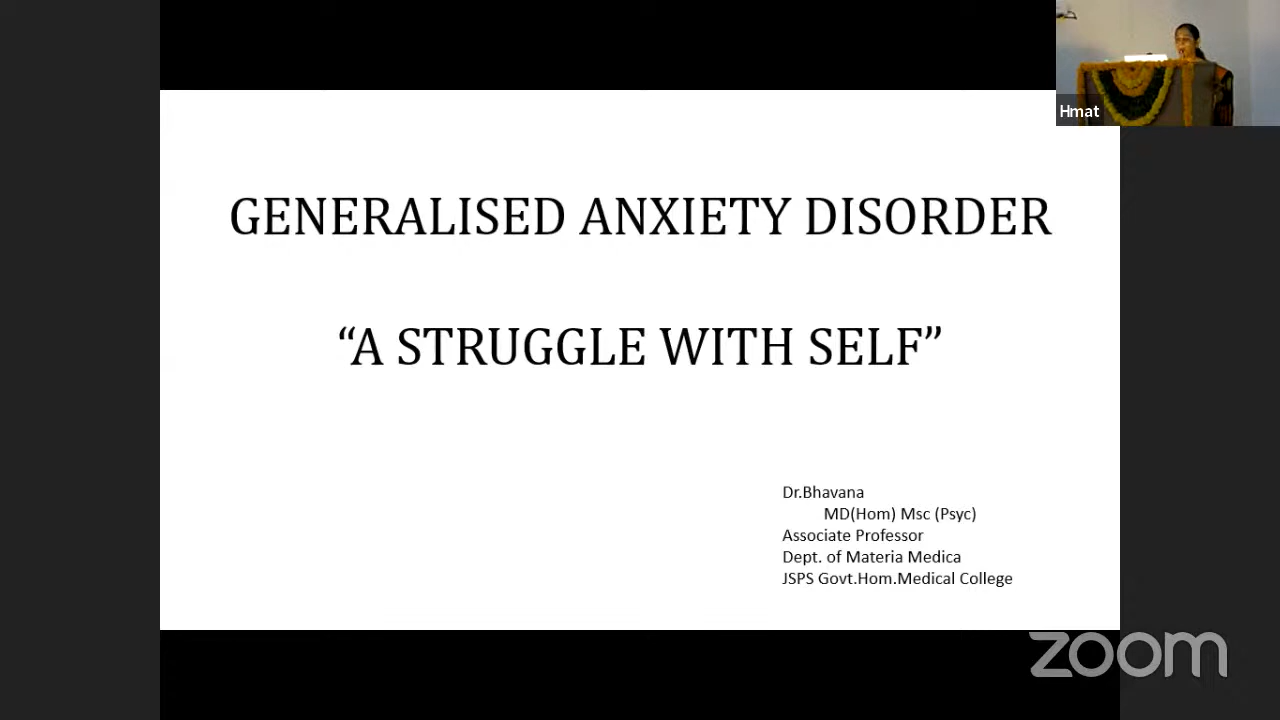 Hmat
GENERALISED ANXIETY DISORDER
“A STRUGGLE WITH SELF”
Dr.Bhavana
MD(Hom) Msc (Psyc)
Associate Professor
Dept. of Materia Medica
JSPS Govt.Hom.Medical College
zoom